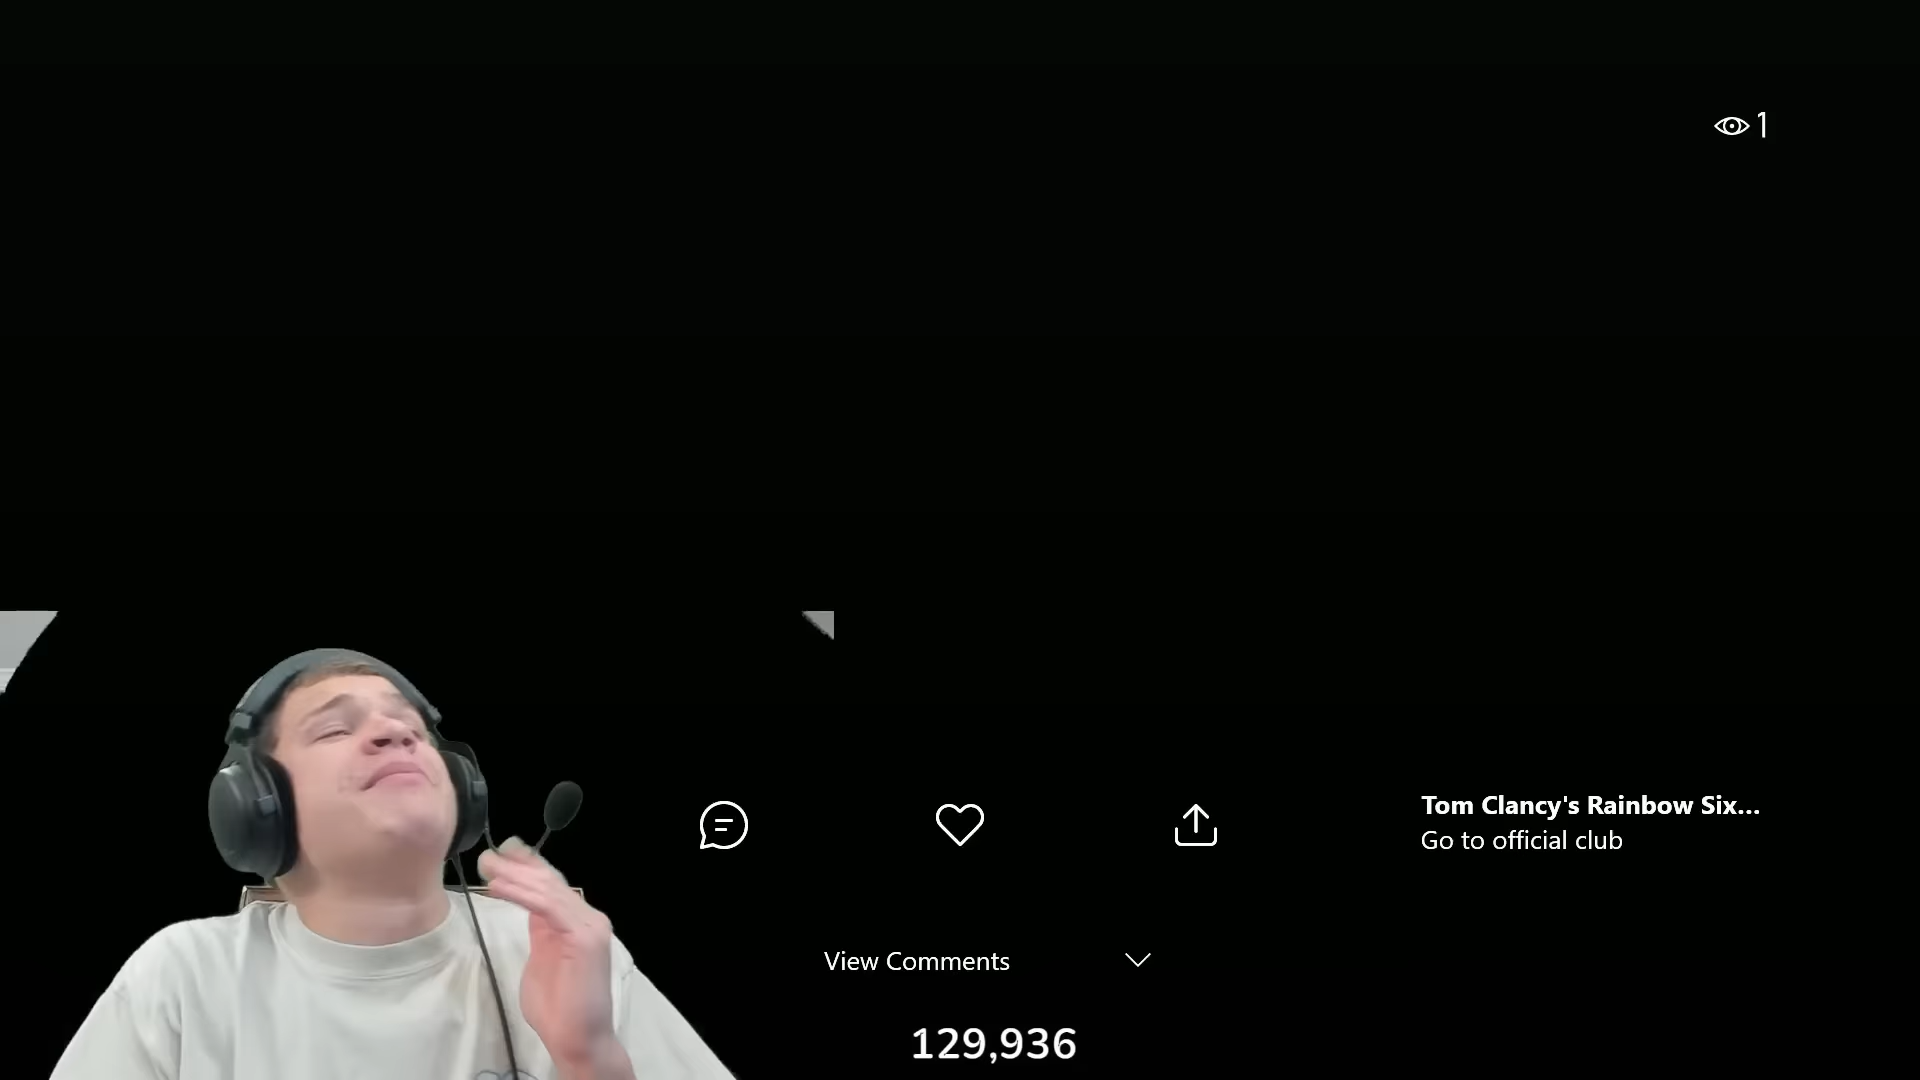 1
Tom Clancy's Rainbow Six...
Go to official club
View Comments
129,936